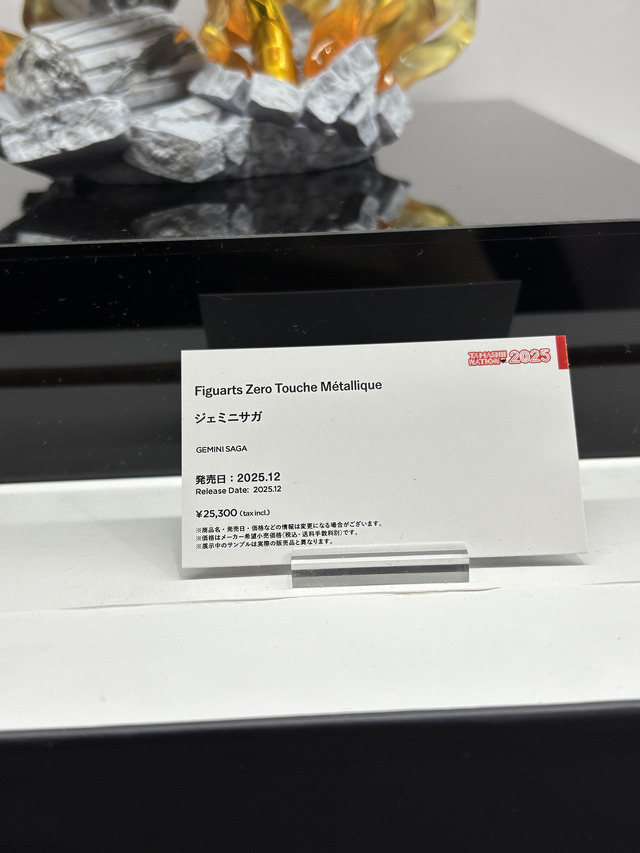 TAMASHII NATION 2025
Figuarts Zero Touche Métallique
ジェミニサガ
GEMINI SAGA
発売日：2025.12
Release Date: 2025.12
¥25,300 (tax incl.)
※商品名・発売日・価格などの情報は変更になる場合がございます。
※価格はメーカー希望小売価格(税込・送料手数料別)です。
※展示中のサンプルは実際の販売品と異なります。